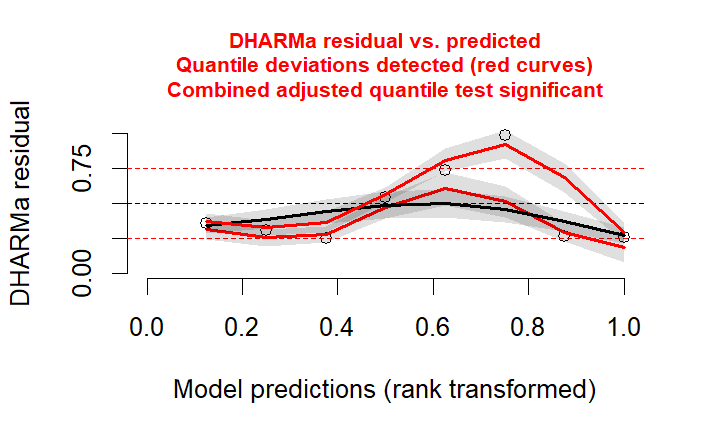 DHARMa residual vs. predicted
Quantile deviations detected (red curves)
Combined adjusted quantile test significant
DHARMa residual
0.75
0.00
0.0 0.2 0.4 0.6 0.8 1.0
Model predictions (rank transformed)